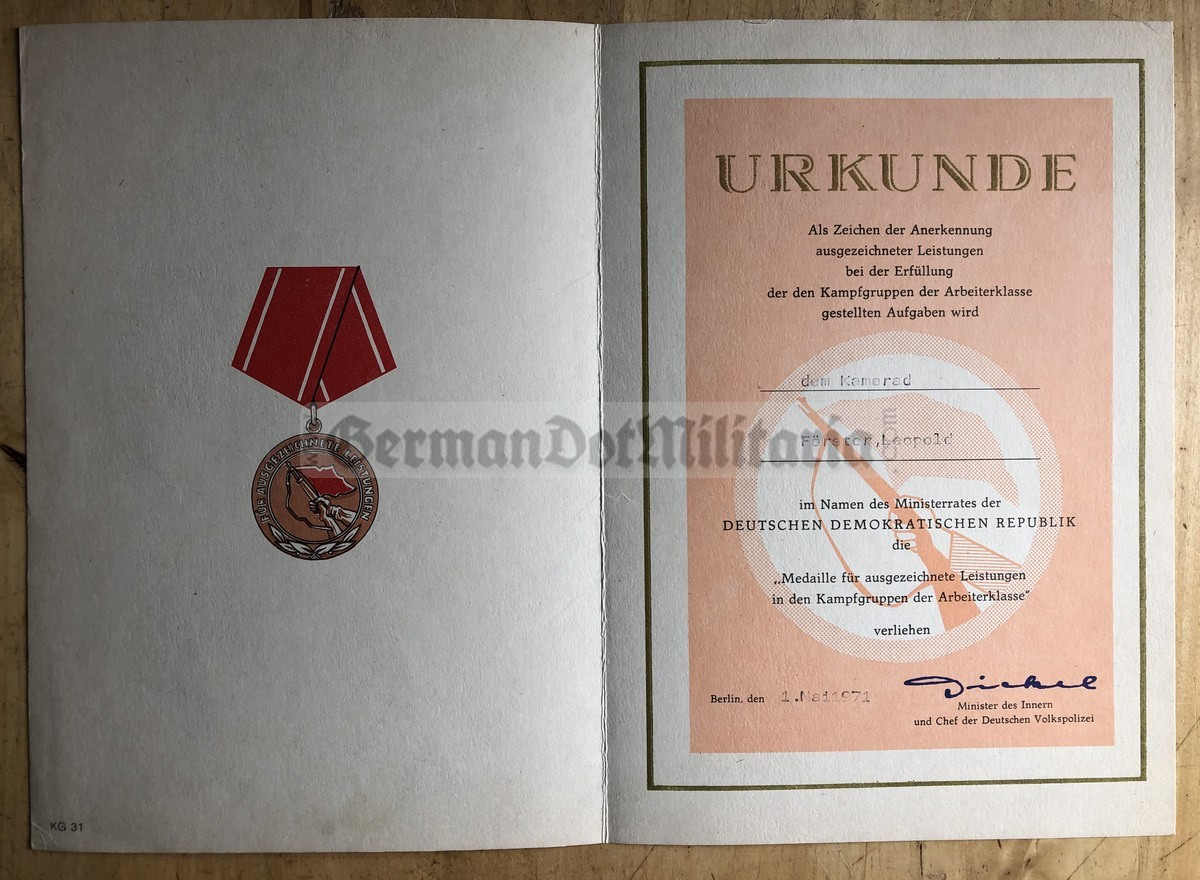 FÜR AUSGEZEICHNETE LEISTUNGEN
KG 31
URKUNDE
Als Zeichen der Anerkennung
ausgezeichneter Leistungen
bei der Erfüllung
der den Kampfgruppen der Arbeiterklasse
gestellten Aufgaben wird
dem Kamerad
GermanDotMilitaria
.com
Förster,Leopold
im Namen des Ministerrates der
DEUTSCHEN DEMOKRATISCHEN REPUBLIK
die
„Medaille für ausgezeichnete Leistungen
in den Kampfgruppen der Arbeiterklasse"
verliehen
Berlin, den 1.Mai1971
Dickel
Minister des Innern
und Chef der Deutschen Volkspolizei